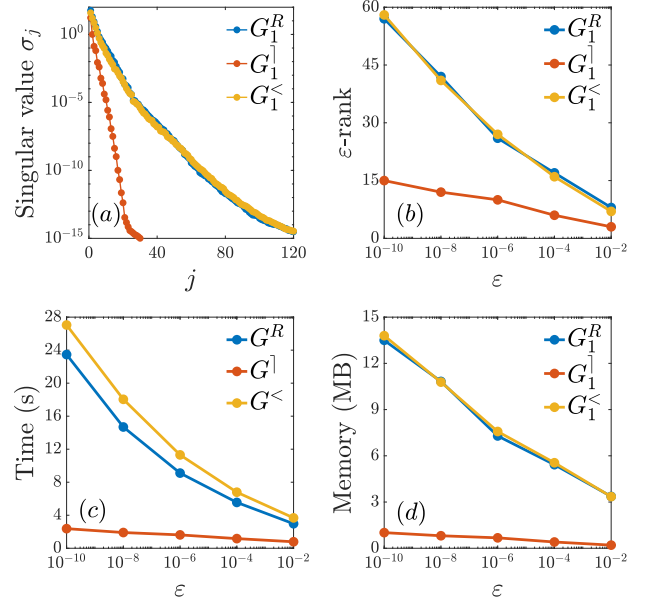 Singular value σ_j
10^0
10^{-5}
10^{-10}
10^{-15}
G_1^R
G_1^⌉
G_1^<
(a)
0 40 80 120
j
ε-rank
60
45
30
15
0
G_1^R
G_1^⌉
G_1^<
(b)
10^{-10} 10^{-8} 10^{-6} 10^{-4} 10^{-2}
ε
Time (s)
28
24
20
16
12
8
4
0
G^R
G^⌉
G^<
(c)
10^{-10} 10^{-8} 10^{-6} 10^{-4} 10^{-2}
ε
Memory (MB)
15
12
9
6
3
0
G_1^R
G_1^⌉
G_1^<
(d)
10^{-10} 10^{-8} 10^{-6} 10^{-4} 10^{-2}
ε